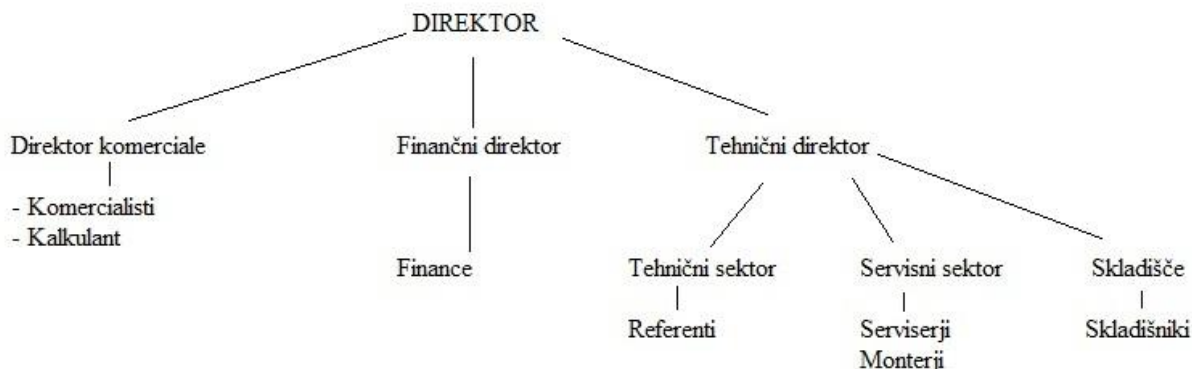 DIREKTOR
Direktor komerciale
Finančni direktor
Tehnični direktor
- Komercialisti
- Kalkulant
Finance
Tehnični sektor
Servisni sektor
Skladišče
Referenti
Serviserji
Skladišniki
Monterji